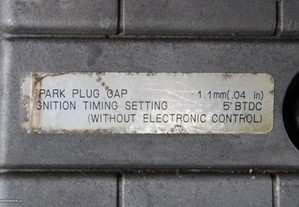 PARK PLUG GAP 1.1mm(.04 in)
GNITION TIMING SETTING 5°BTDC
(WITHOUT ELECTRONIC CONTROL)